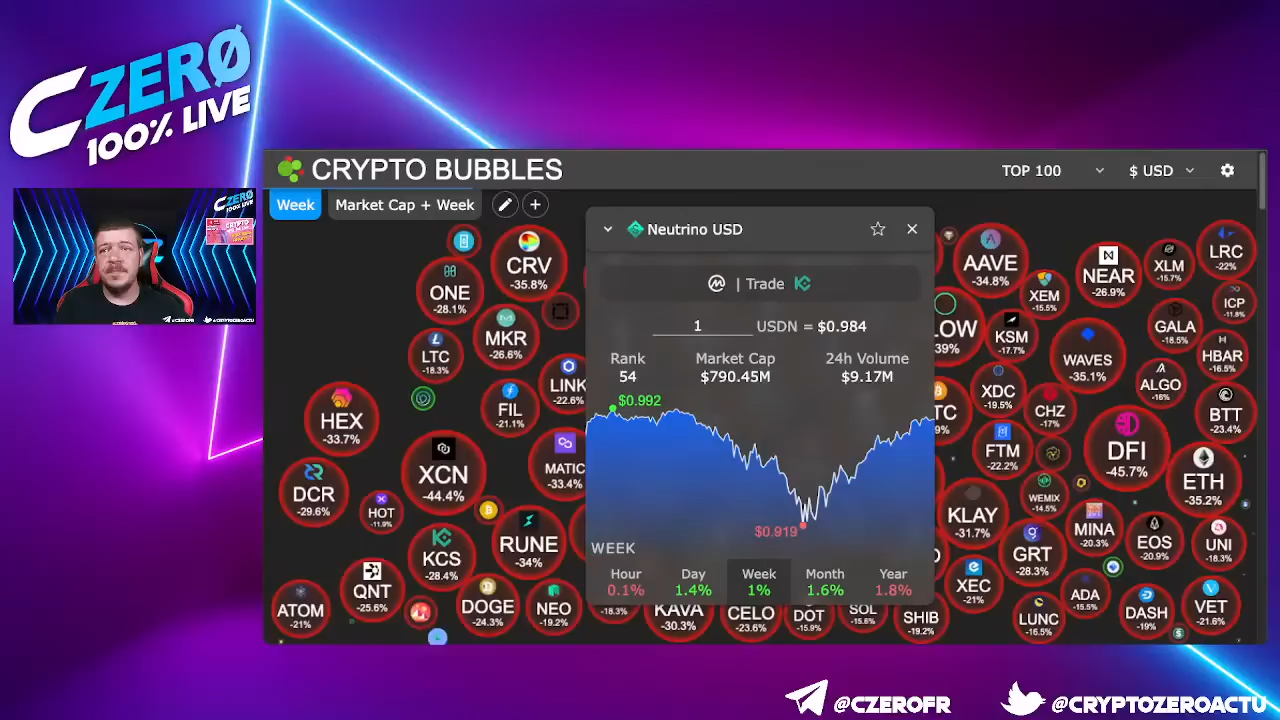 CZERØ
100% LIVE
CRYPTO BUBBLES
TOP 100
$ USD
Week
Market Cap + Week
Neutrino USD
| Trade
1 USDN = $0.984
Rank
54
Market Cap
$790.45M
24h Volume
$9.17M
$0.992
$0.919
WEEK
Hour
0.1%
Day
1.4%
Week
1%
Month
1.6%
Year
1.8%
CRV
-35.8%
ONE
-28.1%
MKR
-26.6%
LTC
-18.3%
LINK
-22.6%
FIL
-21.1%
HEX
-33.7%
XCN
-44.4%
MATIC
-33.4%
DCR
-29.6%
HOT
-11.9%
KCS
-28.4%
RUNE
-34%
QNT
-25.6%
ATOM
-21%
DOGE
-24.3%
NEO
-19.2%
-18.3%
KAVA
-30.3%
CELO
-23.6%
DOT
-15.9%
SOL
-15.6%
SHIB
-19.2%
AAVE
-34.8%
NEAR
-26.9%
XLM
-15.7%
LRC
-22%
XEM
-15.5%
ICP
-11.8%
LOW
39%
KSM
-17.7%
GALA
-18.5%
WAVES
-35.1%
HBAR
-16.5%
ALGO
-16%
XDC
-19.5%
TC
9%
CHZ
-17%
BTT
-23.4%
FTM
-22.2%
DFI
-45.7%
ETH
-35.2%
WEMIX
-14.5%
KLAY
-31.7%
MINA
-20.3%
EOS
-20.9%
UNI
-18.3%
GRT
-28.3%
XEC
-21%
ADA
-15.5%
LUNC
-16.5%
DASH
-19%
VET
-21.6%
@CZEROFR
@CRYPTOZEROACTU